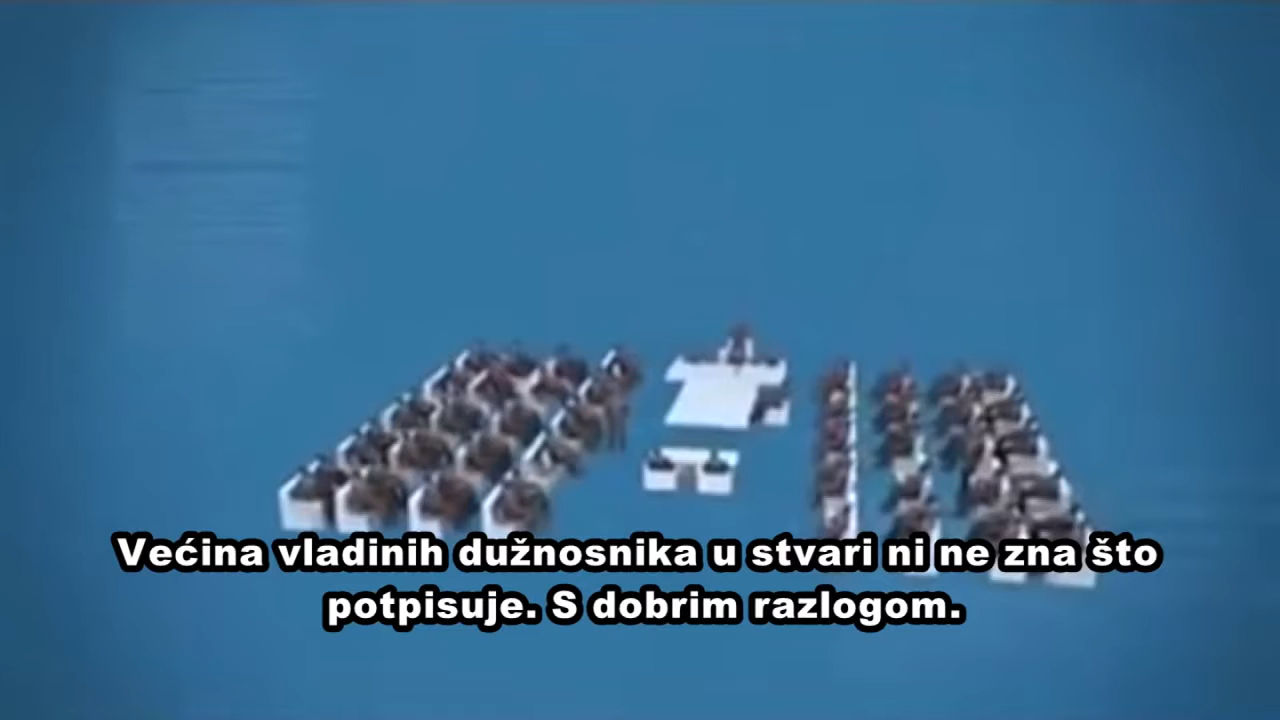 Većina vladinih dužnosnika u stvari ni ne zna što
potpisuje. S dobrim razlogom.